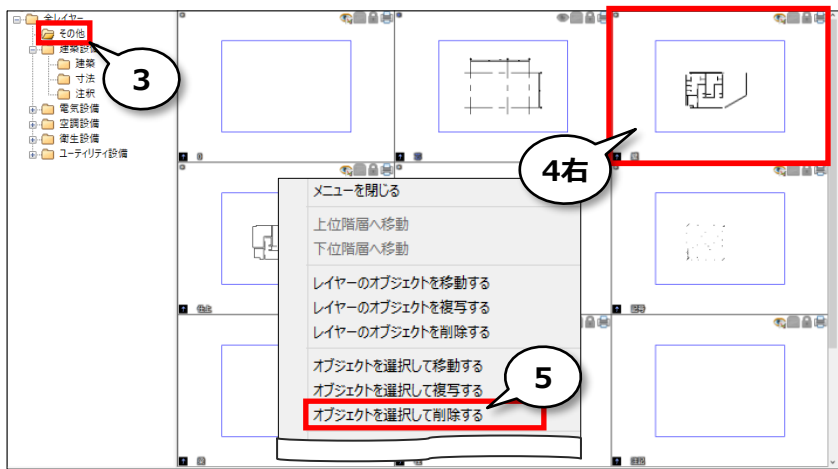 全レイヤー
その他
建築設備
建築
寸法
注釈
電気設備
空調設備
衛生設備
ユーティリティ設備
3
4右
0
仕上
メニューを閉じる
上位階層へ移動
下位階層へ移動
レイヤーのオブジェクトを移動する
レイヤーのオブジェクトを複写する
レイヤーのオブジェクトを削除する
オブジェクトを選択して移動する
オブジェクトを選択して複写する
オブジェクトを選択して削除する
5